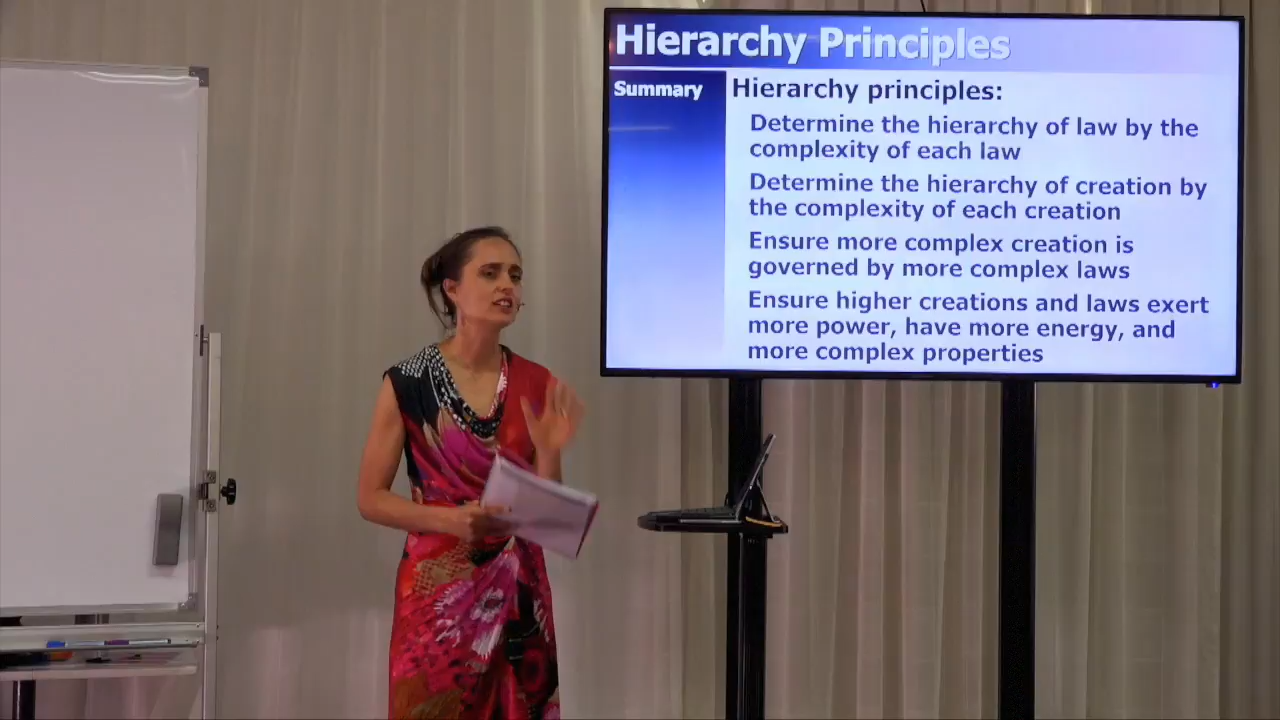 Hierarchy Principles
Summary
Hierarchy principles:
Determine the hierarchy of law by the
complexity of each law
Determine the hierarchy of creation by
the complexity of each creation
Ensure more complex creation is
governed by more complex laws
Ensure higher creations and laws exert
more power, have more energy, and
more complex properties